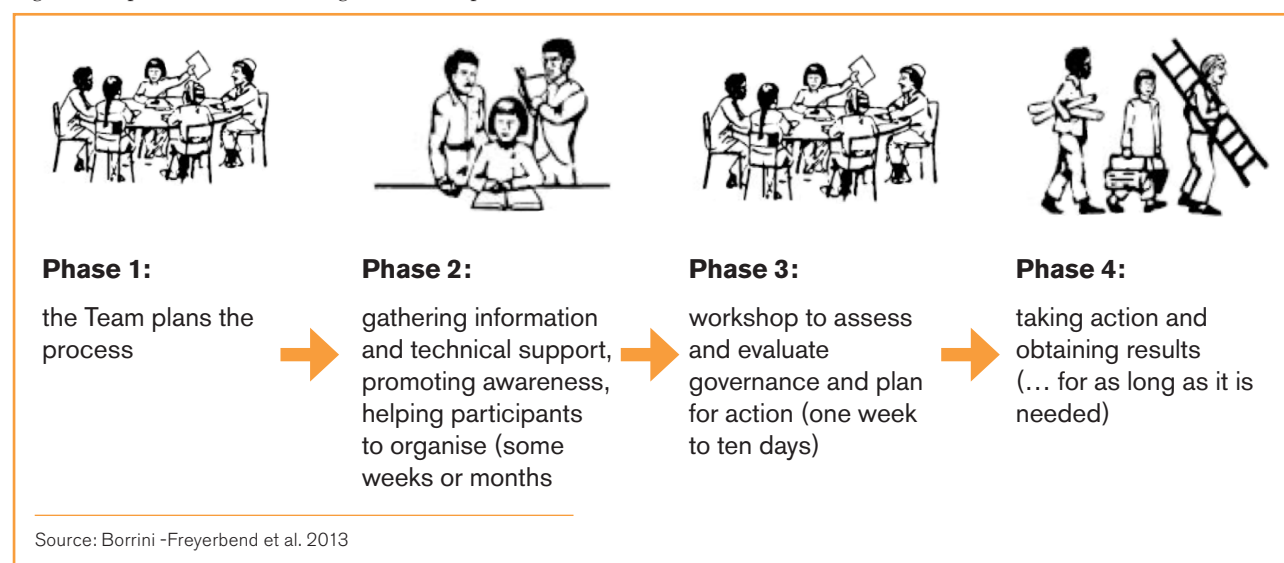 Phase 1:
the Team plans the
process
Phase 2:
gathering information
and technical support,
promoting awareness,
helping participants
to organise (some
weeks or months
Phase 3:
workshop to assess
and evaluate
governance and plan
for action (one week
to ten days)
Phase 4:
taking action and
obtaining results
(… for as long as it is
needed)
Source: Borrini -Freyerbend et al. 2013